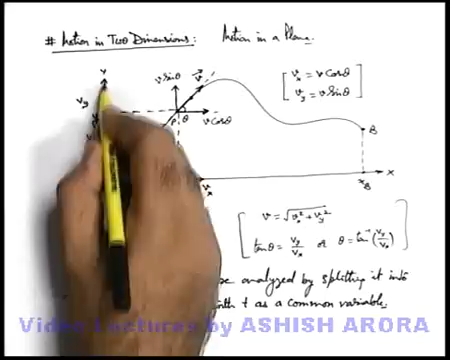 # Motion in Two Dimensions: Motion in a Plane.
y
v sinθ
v⃗
vx = v cosθ
vy = v sinθ
vy
P
θ
v cosθ
B
x
vx
xB
v = √vx² + vy²
tanθ = vy/vx or θ = tan⁻¹(vy/vx)
analyzed by splitting it into
with t as a common variable.
Video Lectures by ASHISH ARORA